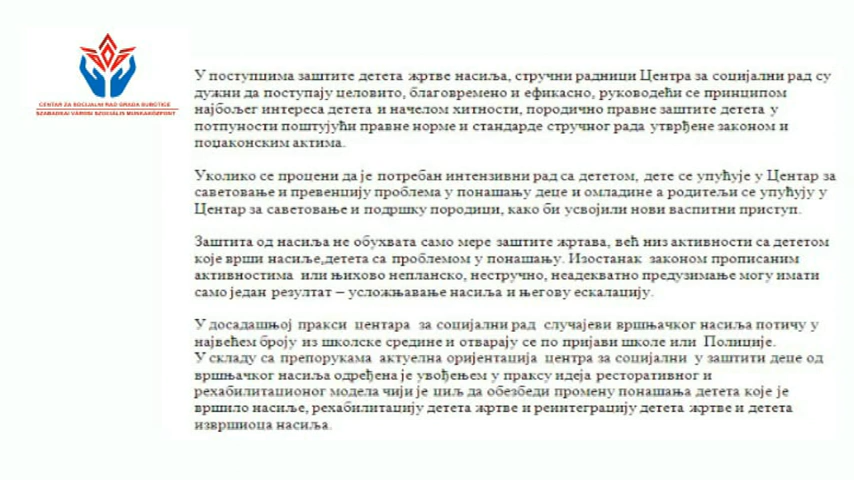 CENTAR ZA SOCIJALNI RAD GRADA SUBOTICE
SZABADKAI VÁROSI SZOCIÁLIS MUNKAKÖZPONT
У поступцима заштите детета жртве насиља, стручни радници Центра за социјални рад су
дужни да поступају целовито, благовремено и ефикасно, руководећи се принципом
најбољег интереса детета и начелом хитности, породично правне заштите детета у
потпуности поштујући правне норме и стандарде стручног рада утврђене законом и
подзаконским актима.
Уколико се процени да је потребан интензивни рад са дететом, дете се упућује у Центар за
саветовање и превенцију проблема у понашању деце и омладине а родитељи се упућују у
Центар за саветовање и подршку породици, како би усвојили нови васпитни приступ.
Заштита од насиља не обухвата само мере заштите жртава, већ низ активности са дететом
које врши насиље,детета са проблемом у понашању. Изостанак законом прописаним
активностима или њихово непланско, нестручно, неадекватно предузимање могу имати
само један резултат – усложњавање насиља и његову ескалацију.
У досадашњој пракси центара за социјални рад случајеви вршњачког насиља потичу у
највећем броју из школске средине и отварају се по пријави школе или Полиције.
У складу са препорукама актуелна оријентација центара за социјални у заштити деце од
вршњачког насиља одређена је увођењем у праксу идеја ресторативног и
рехабилитационог модела чији је циљ да обезбеди промену понашања детета које је
вршило насиље, рехабилитацију детета жртве и реинтеграцију детета жртве и детета
извршиоца насиља.